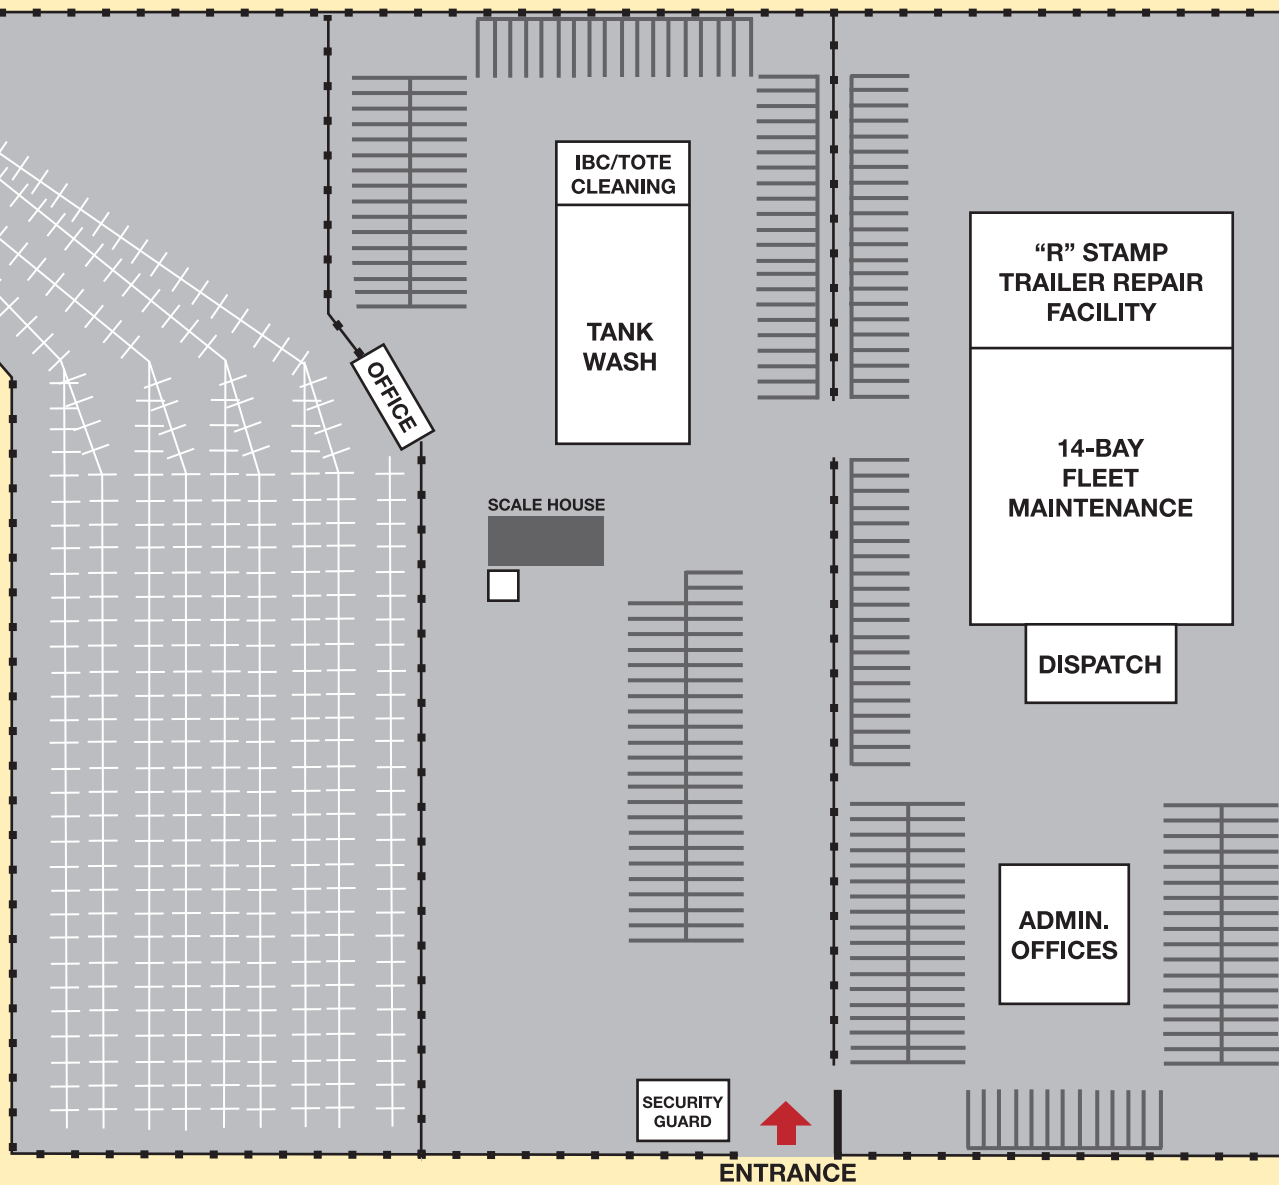 IBC/TOTE
CLEANING
TANK
WASH
“R” STAMP
TRAILER REPAIR
FACILITY
OFFICE
14-BAY
FLEET
MAINTENANCE
SCALE HOUSE
DISPATCH
ADMIN.
OFFICES
SECURITY
GUARD
ENTRANCE